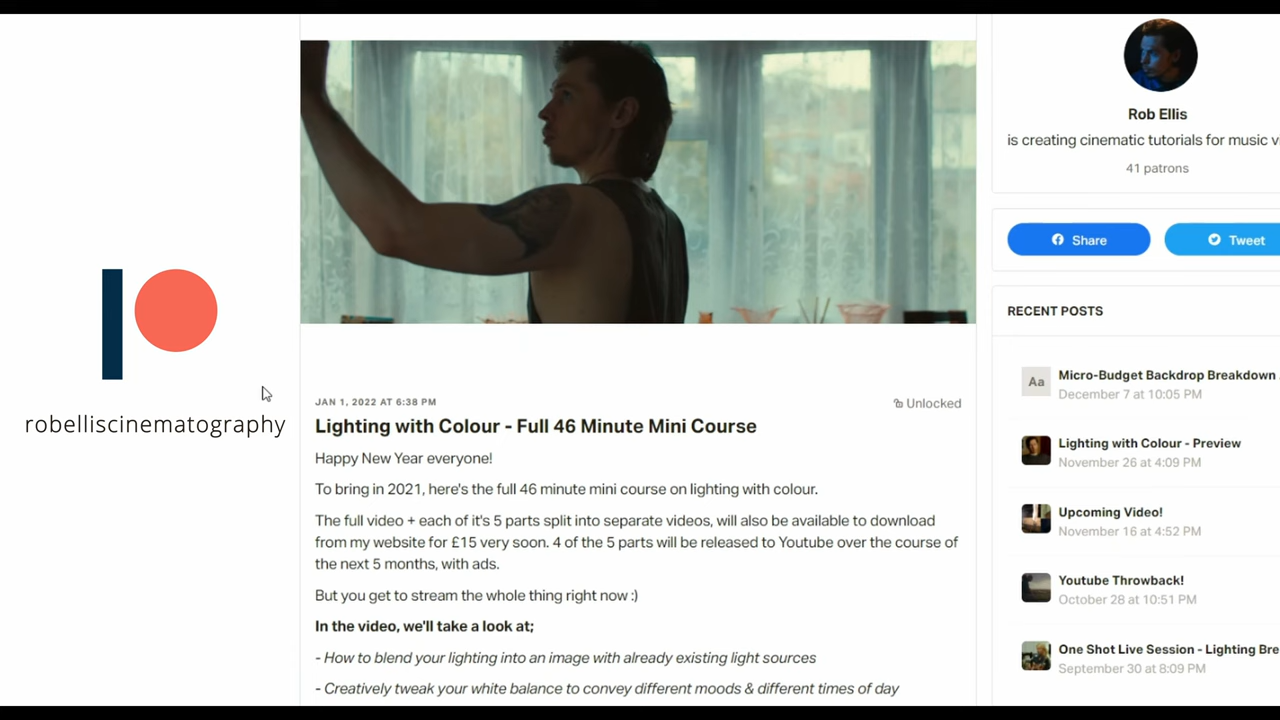 Rob Ellis
is creating cinematic tutorials for music v
41 patrons
Share
Tweet
RECENT POSTS
Aa
Micro-Budget Backdrop Breakdown
December 7 at 10:05 PM
Lighting with Colour - Preview
November 26 at 4:09 PM
Upcoming Video!
November 16 at 4:52 PM
Youtube Throwback!
October 28 at 10:51 PM
One Shot Live Session - Lighting Bre
September 30 at 8:09 PM
robelliscinematography
JAN 1, 2022 AT 6:38 PM
Unlocked
Lighting with Colour - Full 46 Minute Mini Course
Happy New Year everyone!
To bring in 2021, here's the full 46 minute mini course on lighting with colour.
The full video + each of it's 5 parts split into separate videos, will also be available to download
from my website for £15 very soon. 4 of the 5 parts will be released to Youtube over the course of
the next 5 months, with ads.
But you get to stream the whole thing right now :)
In the video, we'll take a look at;
- How to blend your lighting into an image with already existing light sources
- Creatively tweak your white balance to convey different moods & different times of day